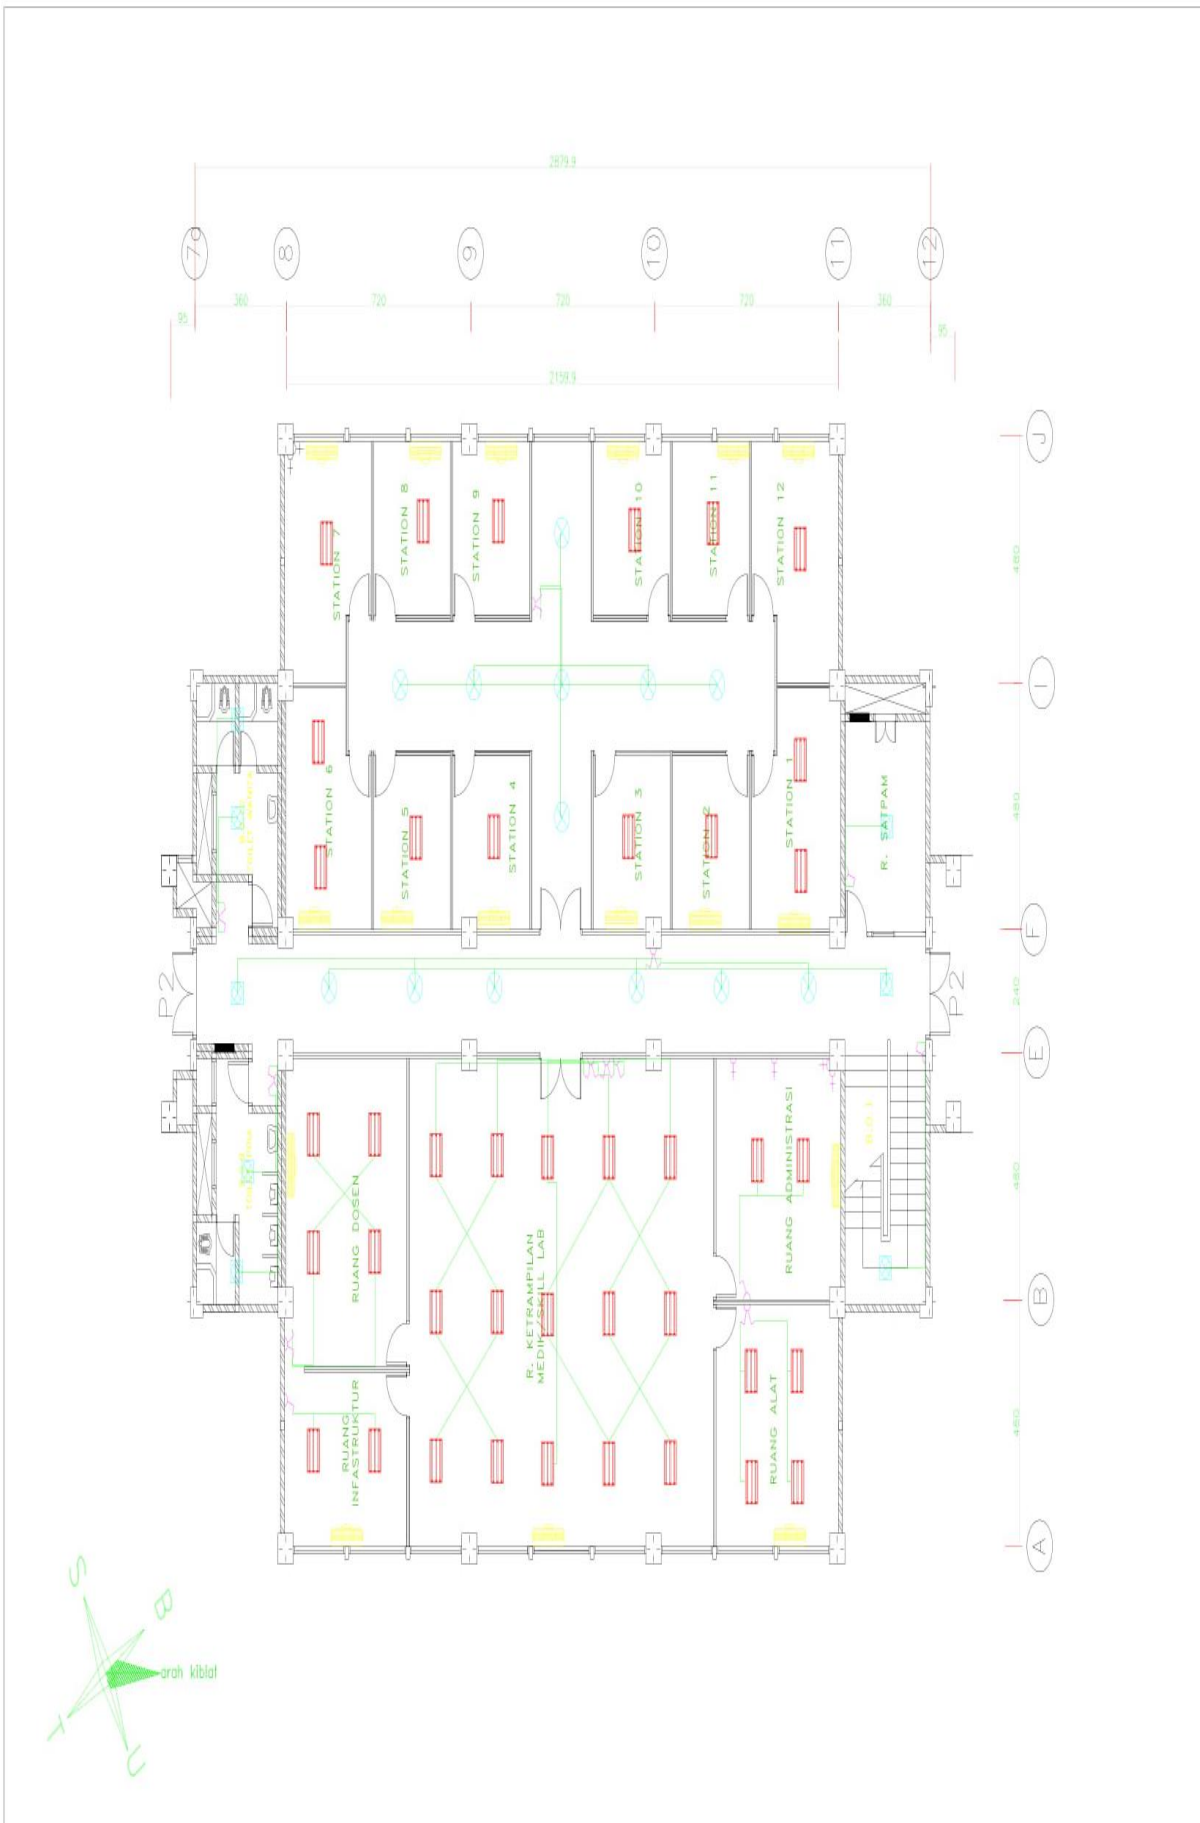 2879.9
7a
8
9
10
11
12
95
360
720
720
720
360
95
2159.9
J
STATION 7
STATION 8
STATION 9
STATION 10
STATION 11
STATION 12
480
I
STATION 6
STATION 5
STATION 4
STATION 3
STATION 2
STATION 1
R. SATPAM
480
F
P2
P2
240
E
RUANG DOSEN
R. KETRAMPILAN
MEDIK/SKILL LAB
RUANG ADMINISTRASI
480
B
RUANG
INFASTRUKTUR
RUANG ALAT
480
A
S
B
arah kiblat
T
U